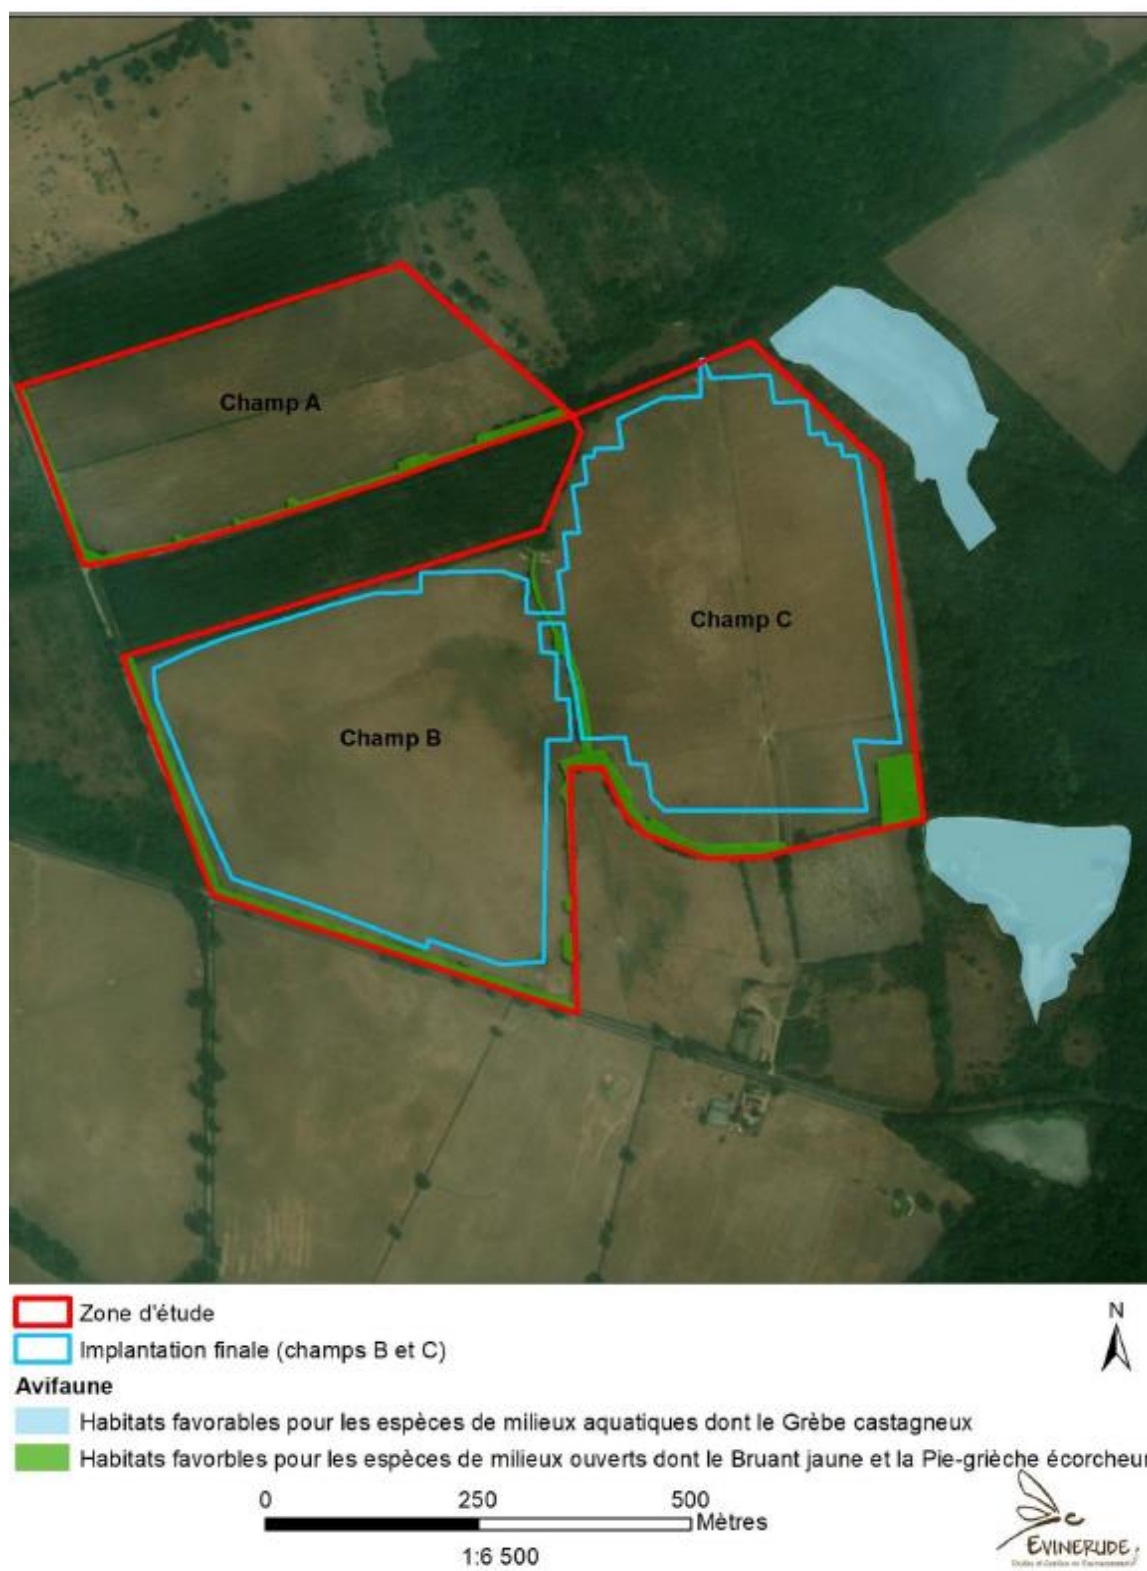 Champ A
Champ C
Champ B
Zone d'étude
N
Implantation finale (champs B et C)
Avifaune
Habitats favorables pour les espèces de milieux aquatiques dont le Grèbe castagneux
Habitats favorbles pour les espèces de milieux ouverts dont le Bruant jaune et la Pie-grièche écorcheur
0 250 500
Mètres
1:6 500
EVINERUDE